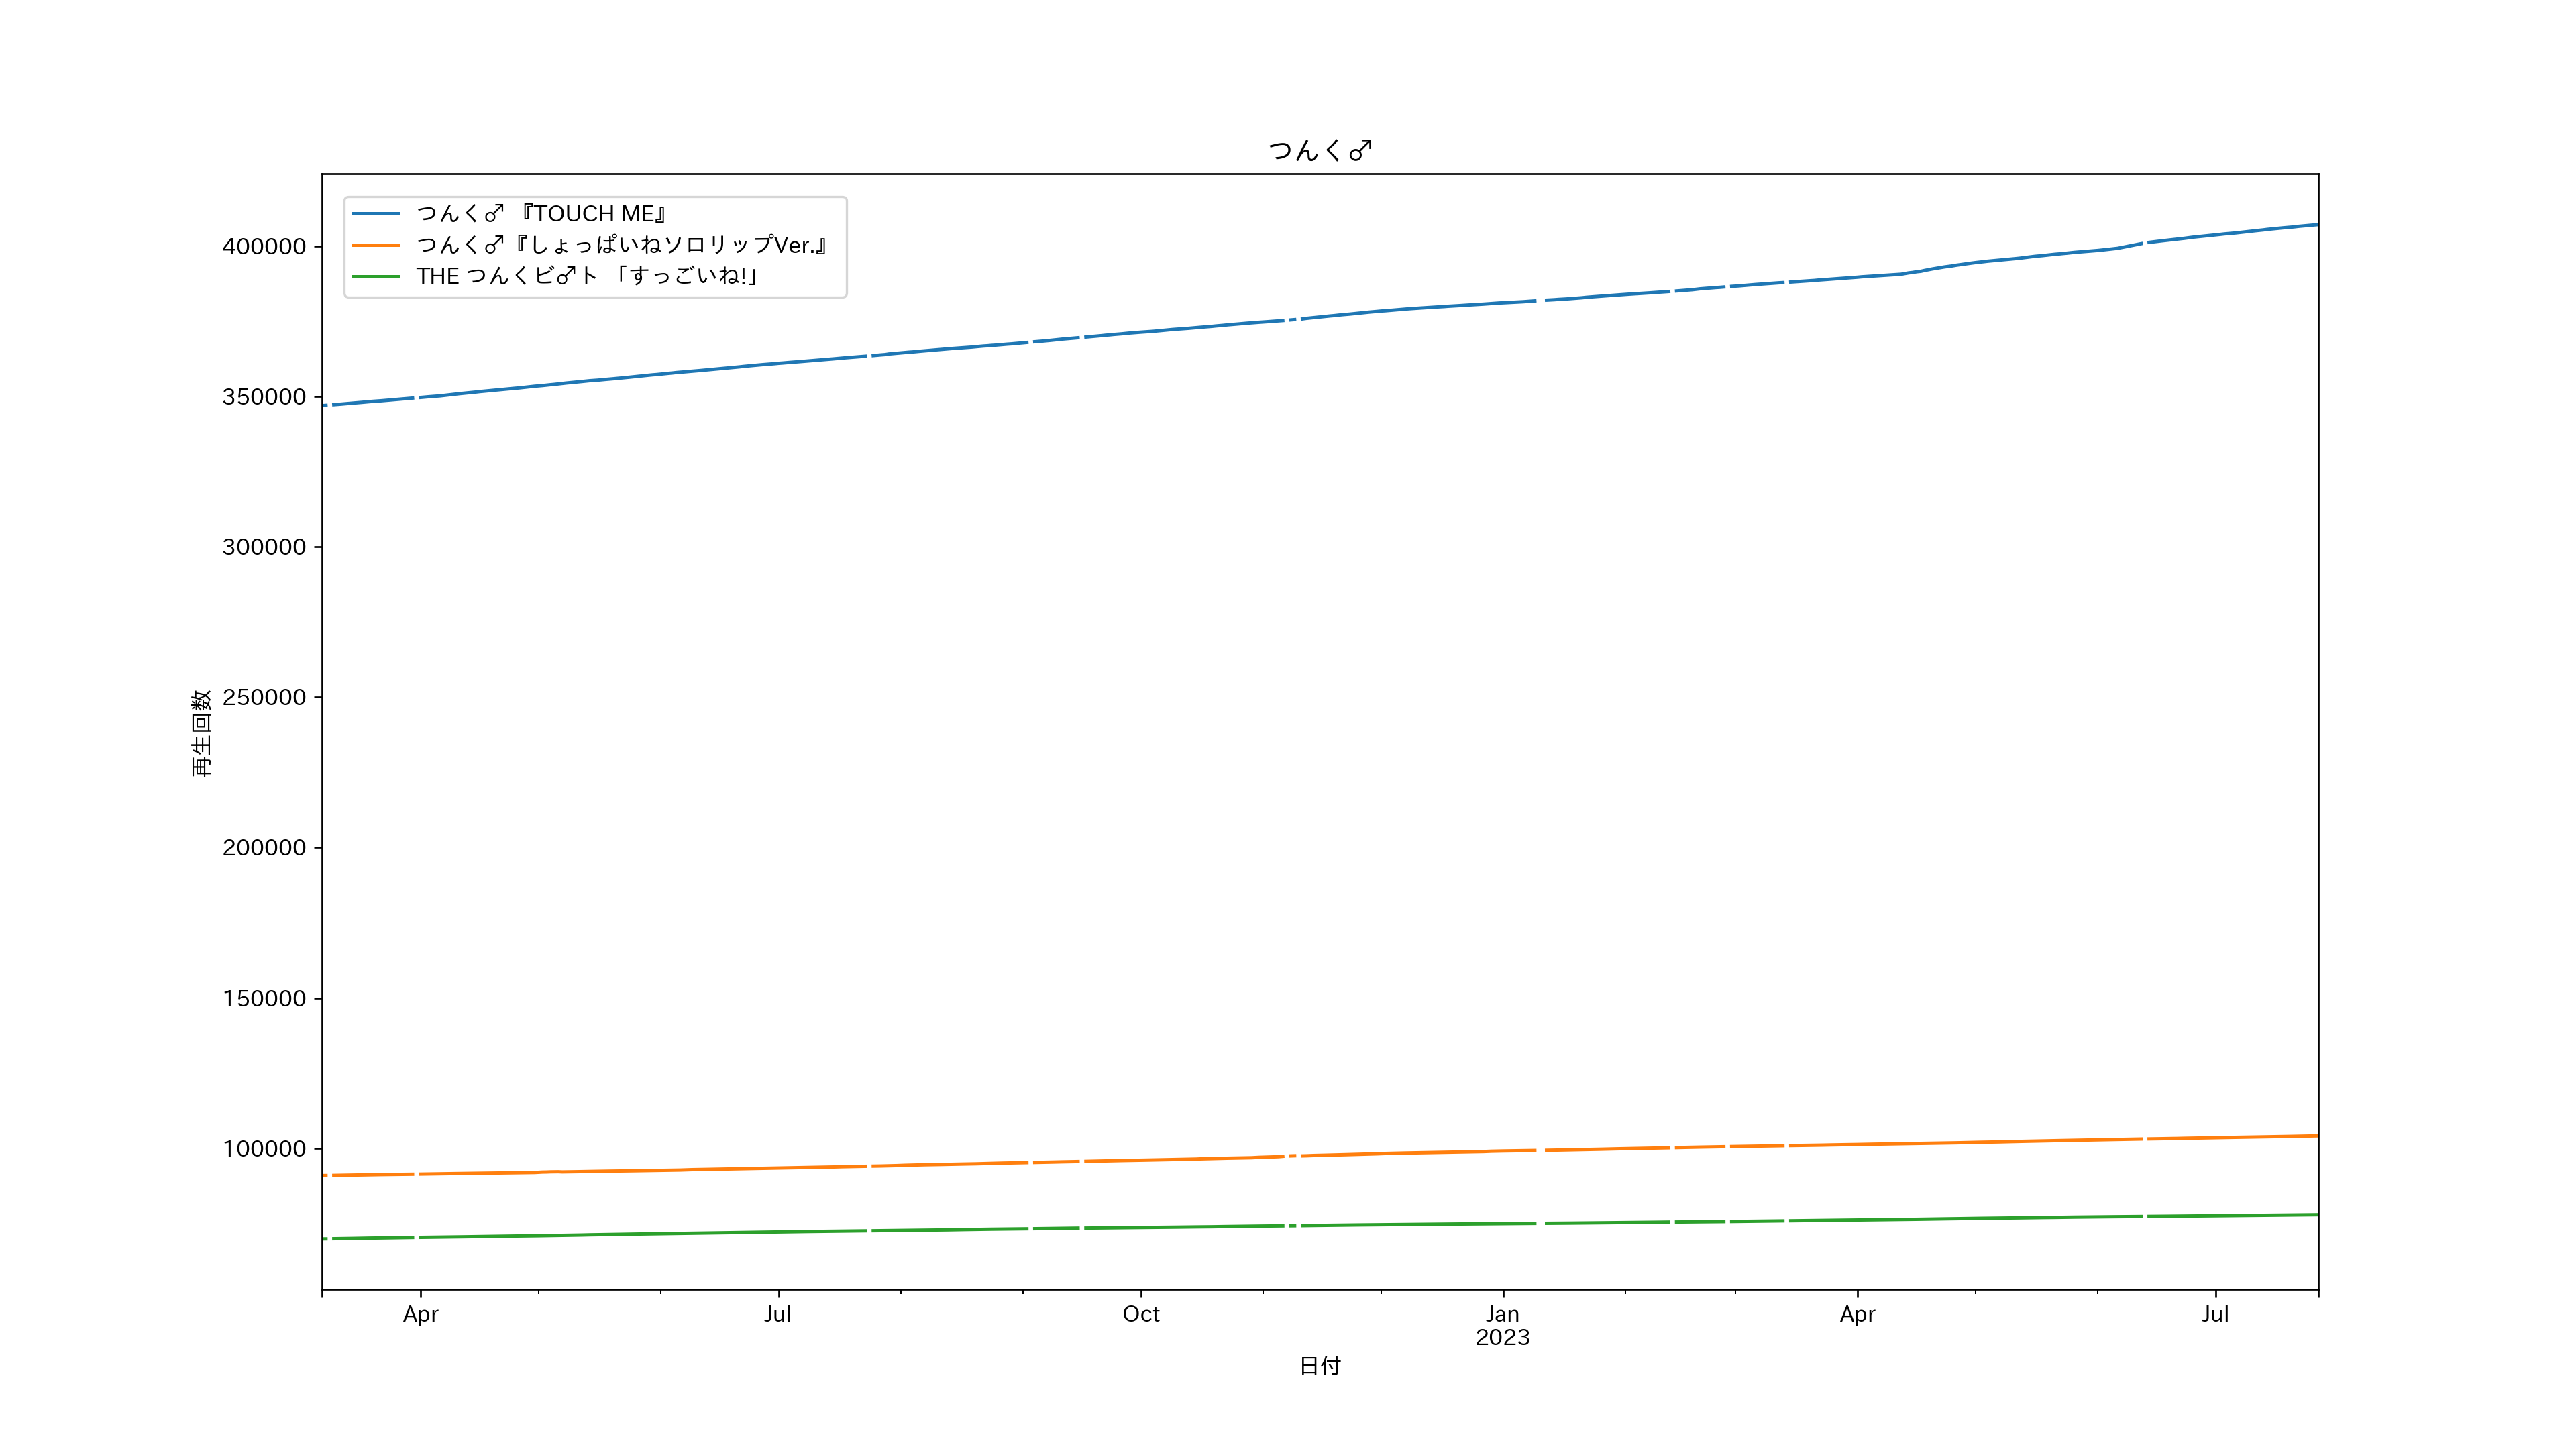 つんく♂
つんく♂ 『TOUCH ME』
つんく♂『しょっぱいねソロリップVer.』
THE つんくビ♂ト 「すっごいね!」
400000
350000
300000
250000
200000
150000
100000
再生回数
Apr
Jul
Oct
Jan
2023
Apr
Jul
日付